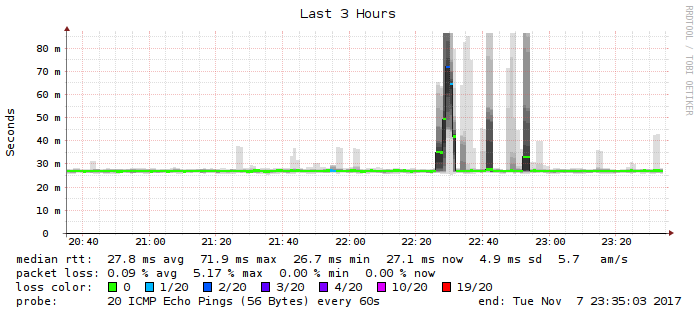 Last 3 Hours
RRDTOOL / TOBI OETIKER
Seconds
80 m
70 m
60 m
50 m
40 m
30 m
20 m
10 m
0
20:40 21:00 21:20 21:40 22:00 22:20 22:40 23:00 23:20
median rtt: 27.8 ms avg 71.9 ms max 26.7 ms min 27.1 ms now 4.9 ms sd 5.7 am/s
packet loss: 0.09 % avg 5.17 % max 0.00 % min 0.00 % now
loss color: 0 1/20 2/20 3/20 4/20 10/20 19/20
probe: 20 ICMP Echo Pings (56 Bytes) every 60s end: Tue Nov 7 23:35:03 2017